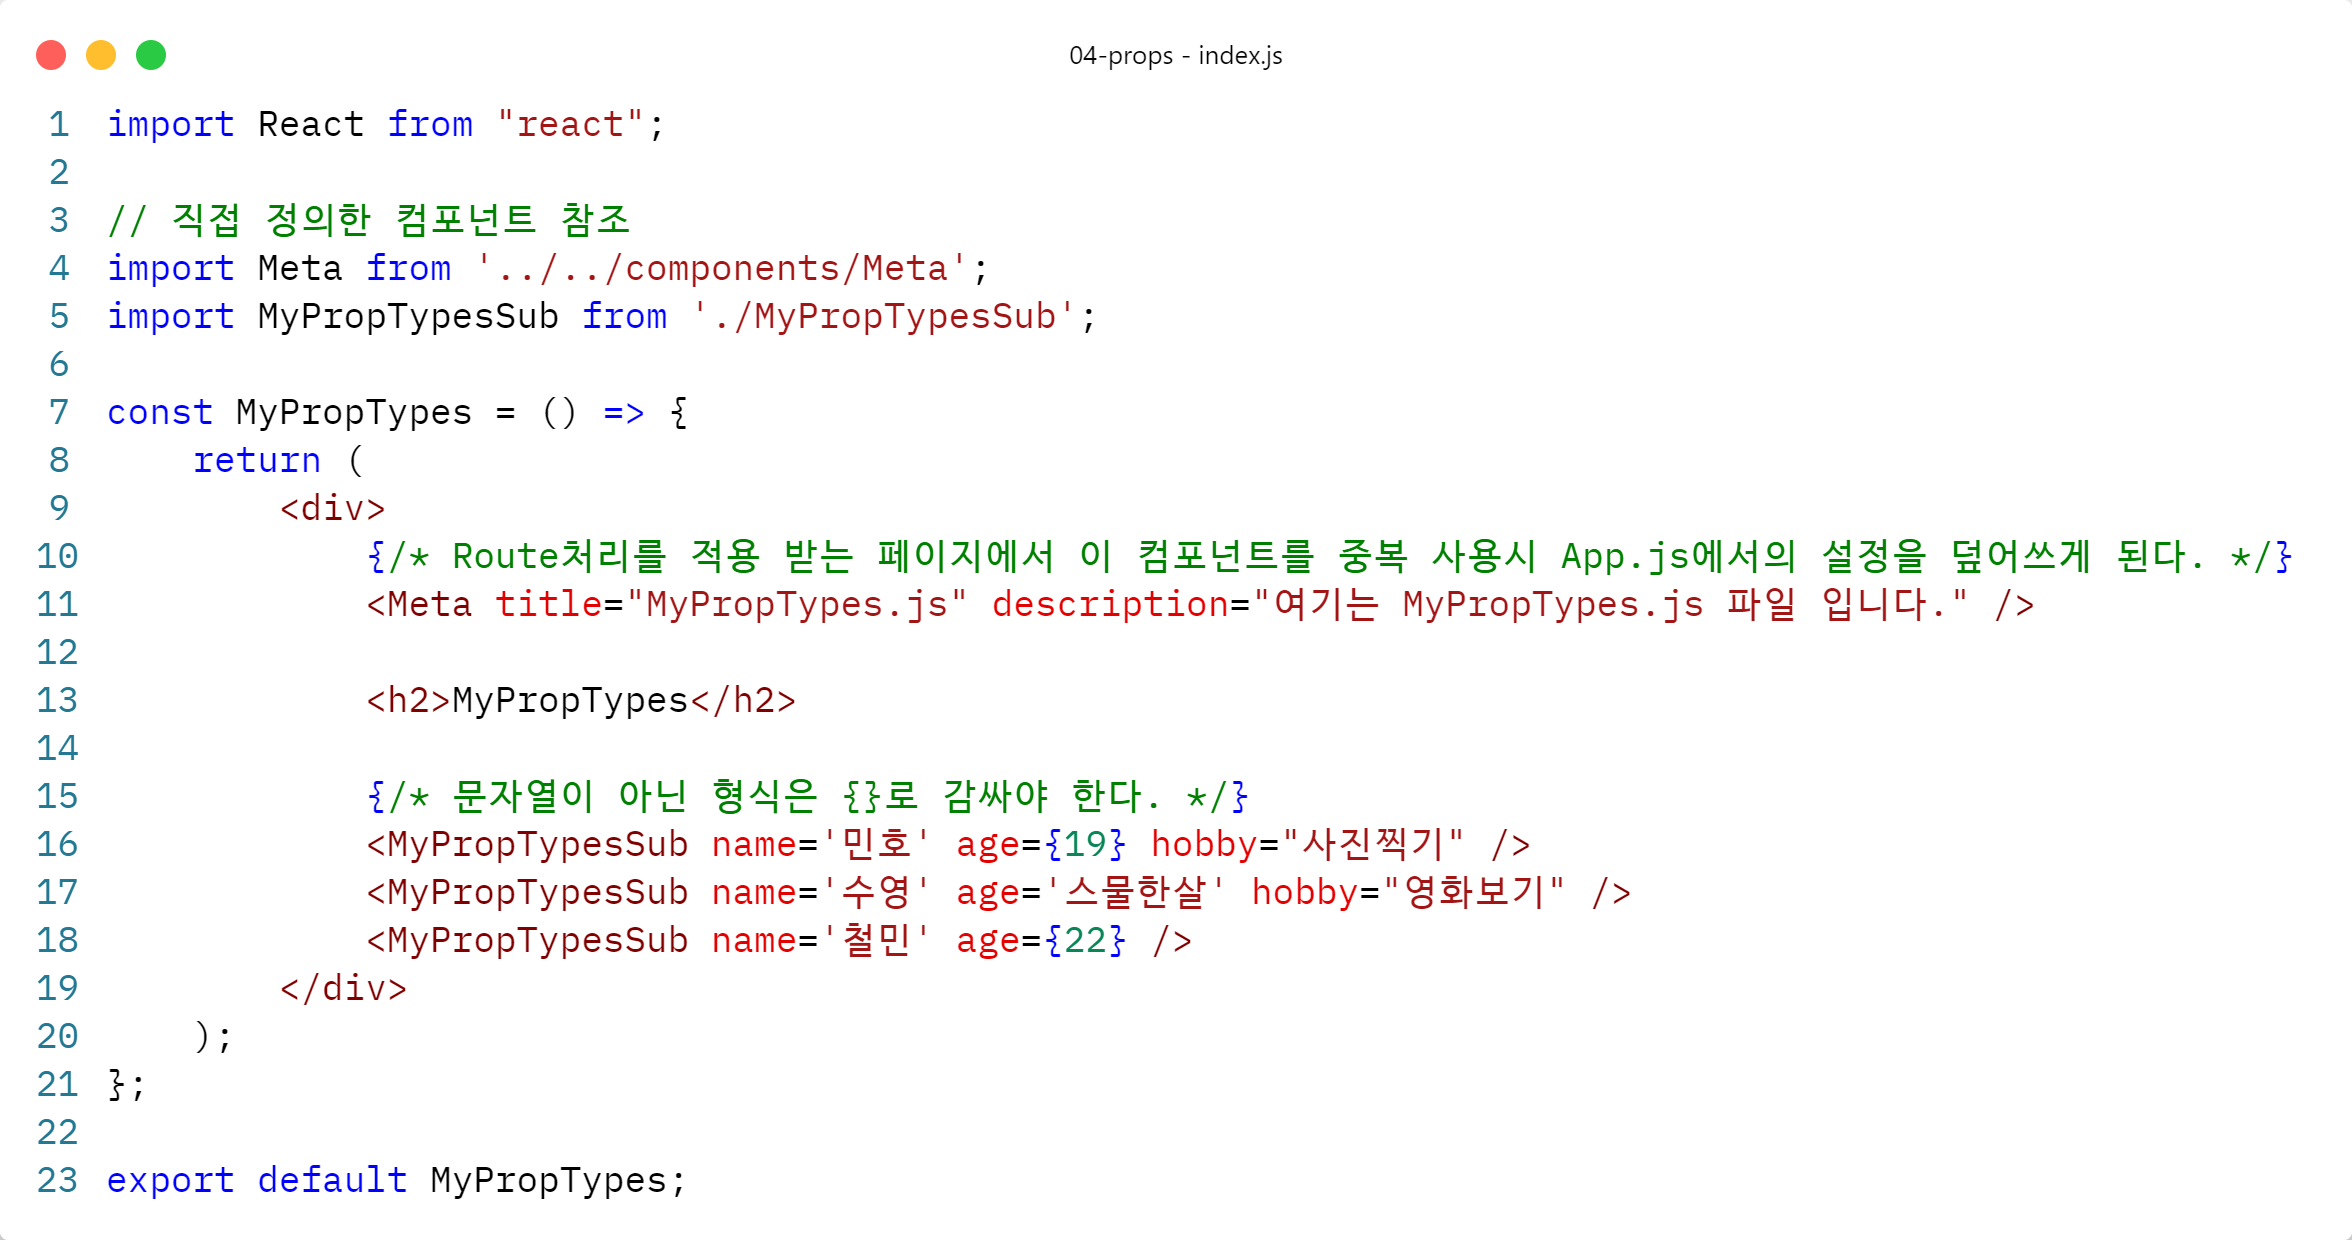 04-props - index.js
1 import React from "react";
2
3 // 직접 정의한 컴포넌트 참조
4 import Meta from '../../components/Meta';
5 import MyPropTypesSub from './MyPropTypesSub';
6
7 const MyPropTypes = () => {
8     return (
9         <div>
10             {/* Route처리를 적용 받는 페이지에서 이 컴포넌트를 중복 사용시 App.js에서의 설정을 덮어쓰게 된다. */}
11             <Meta title="MyPropTypes.js" description="여기는 MyPropTypes.js 파일 입니다." />
12
13             <h2>MyPropTypes</h2>
14
15             {/* 문자열이 아닌 형식은 {}로 감싸야 한다. */}
16             <MyPropTypesSub name='민호' age={19} hobby="사진찍기" />
17             <MyPropTypesSub name='수영' age='스물한살' hobby="영화보기" />
18             <MyPropTypesSub name='철민' age={22} />
19         </div>
20     );
21 };
22
23 export default MyPropTypes;